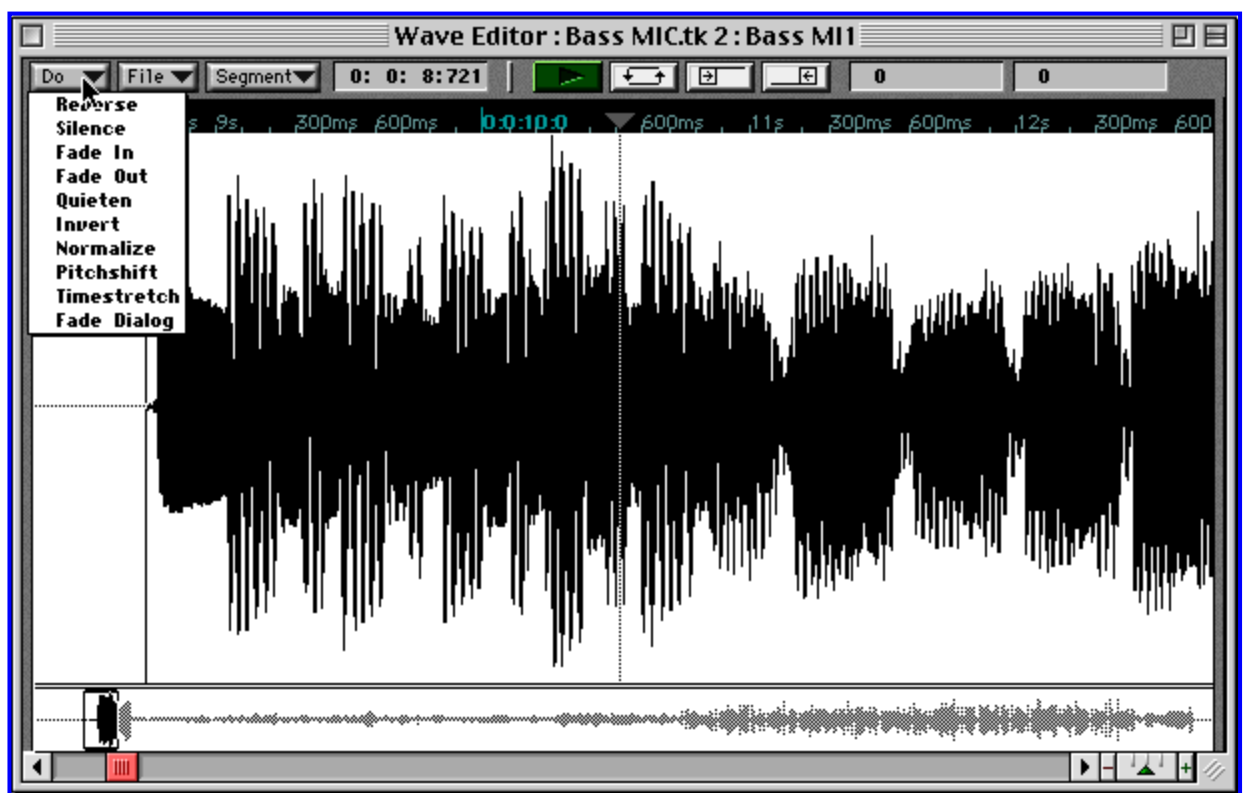 Wave Editor : Bass MIC.tk 2 : Bass MI1
Do File Segment 0: 0: 8:721 0 0
s 9s 300ms 600ms 0:0:10:0 600ms 11s 300ms 600ms 12s 300ms 600
Reverse
Silence
Fade In
Fade Out
Quieten
Invert
Normalize
Pitchshift
Timestretch
Fade Dialog